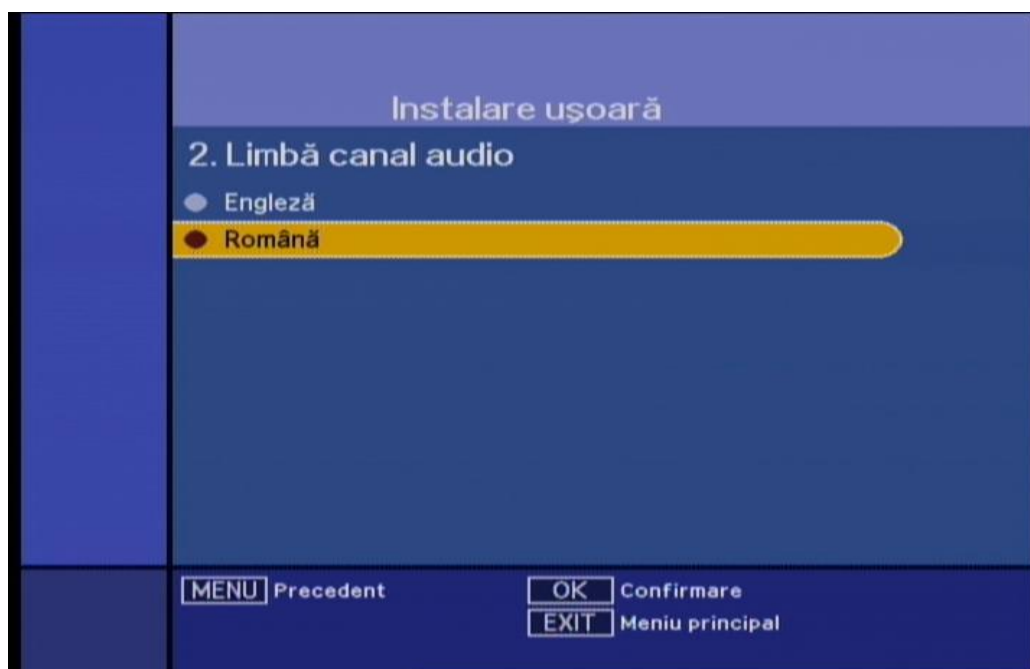 Instalare uşoară
2. Limbă canal audio
Engleză
Română
MENU Precedent
OK Confirmare
EXIT Meniu principal